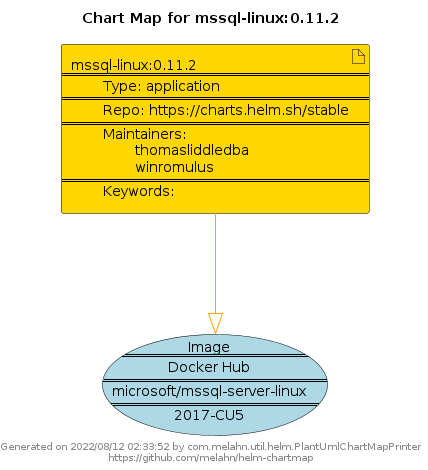 Chart Map for mssql-linux:0.11.2
mssql-linux:0.11.2
Type: application
Repo: https://charts.helm.sh/stable
Maintainers:
thomasliddledba
winromulus
Keywords:
Image
Docker Hub
microsoft/mssql-server-linux
2017-CU5
Generated on 2022/08/12 02:33:52 by com.melahn.util.helm.PlantUmlChartMapPrinter
https://github.com/melahn/helm-chartmap